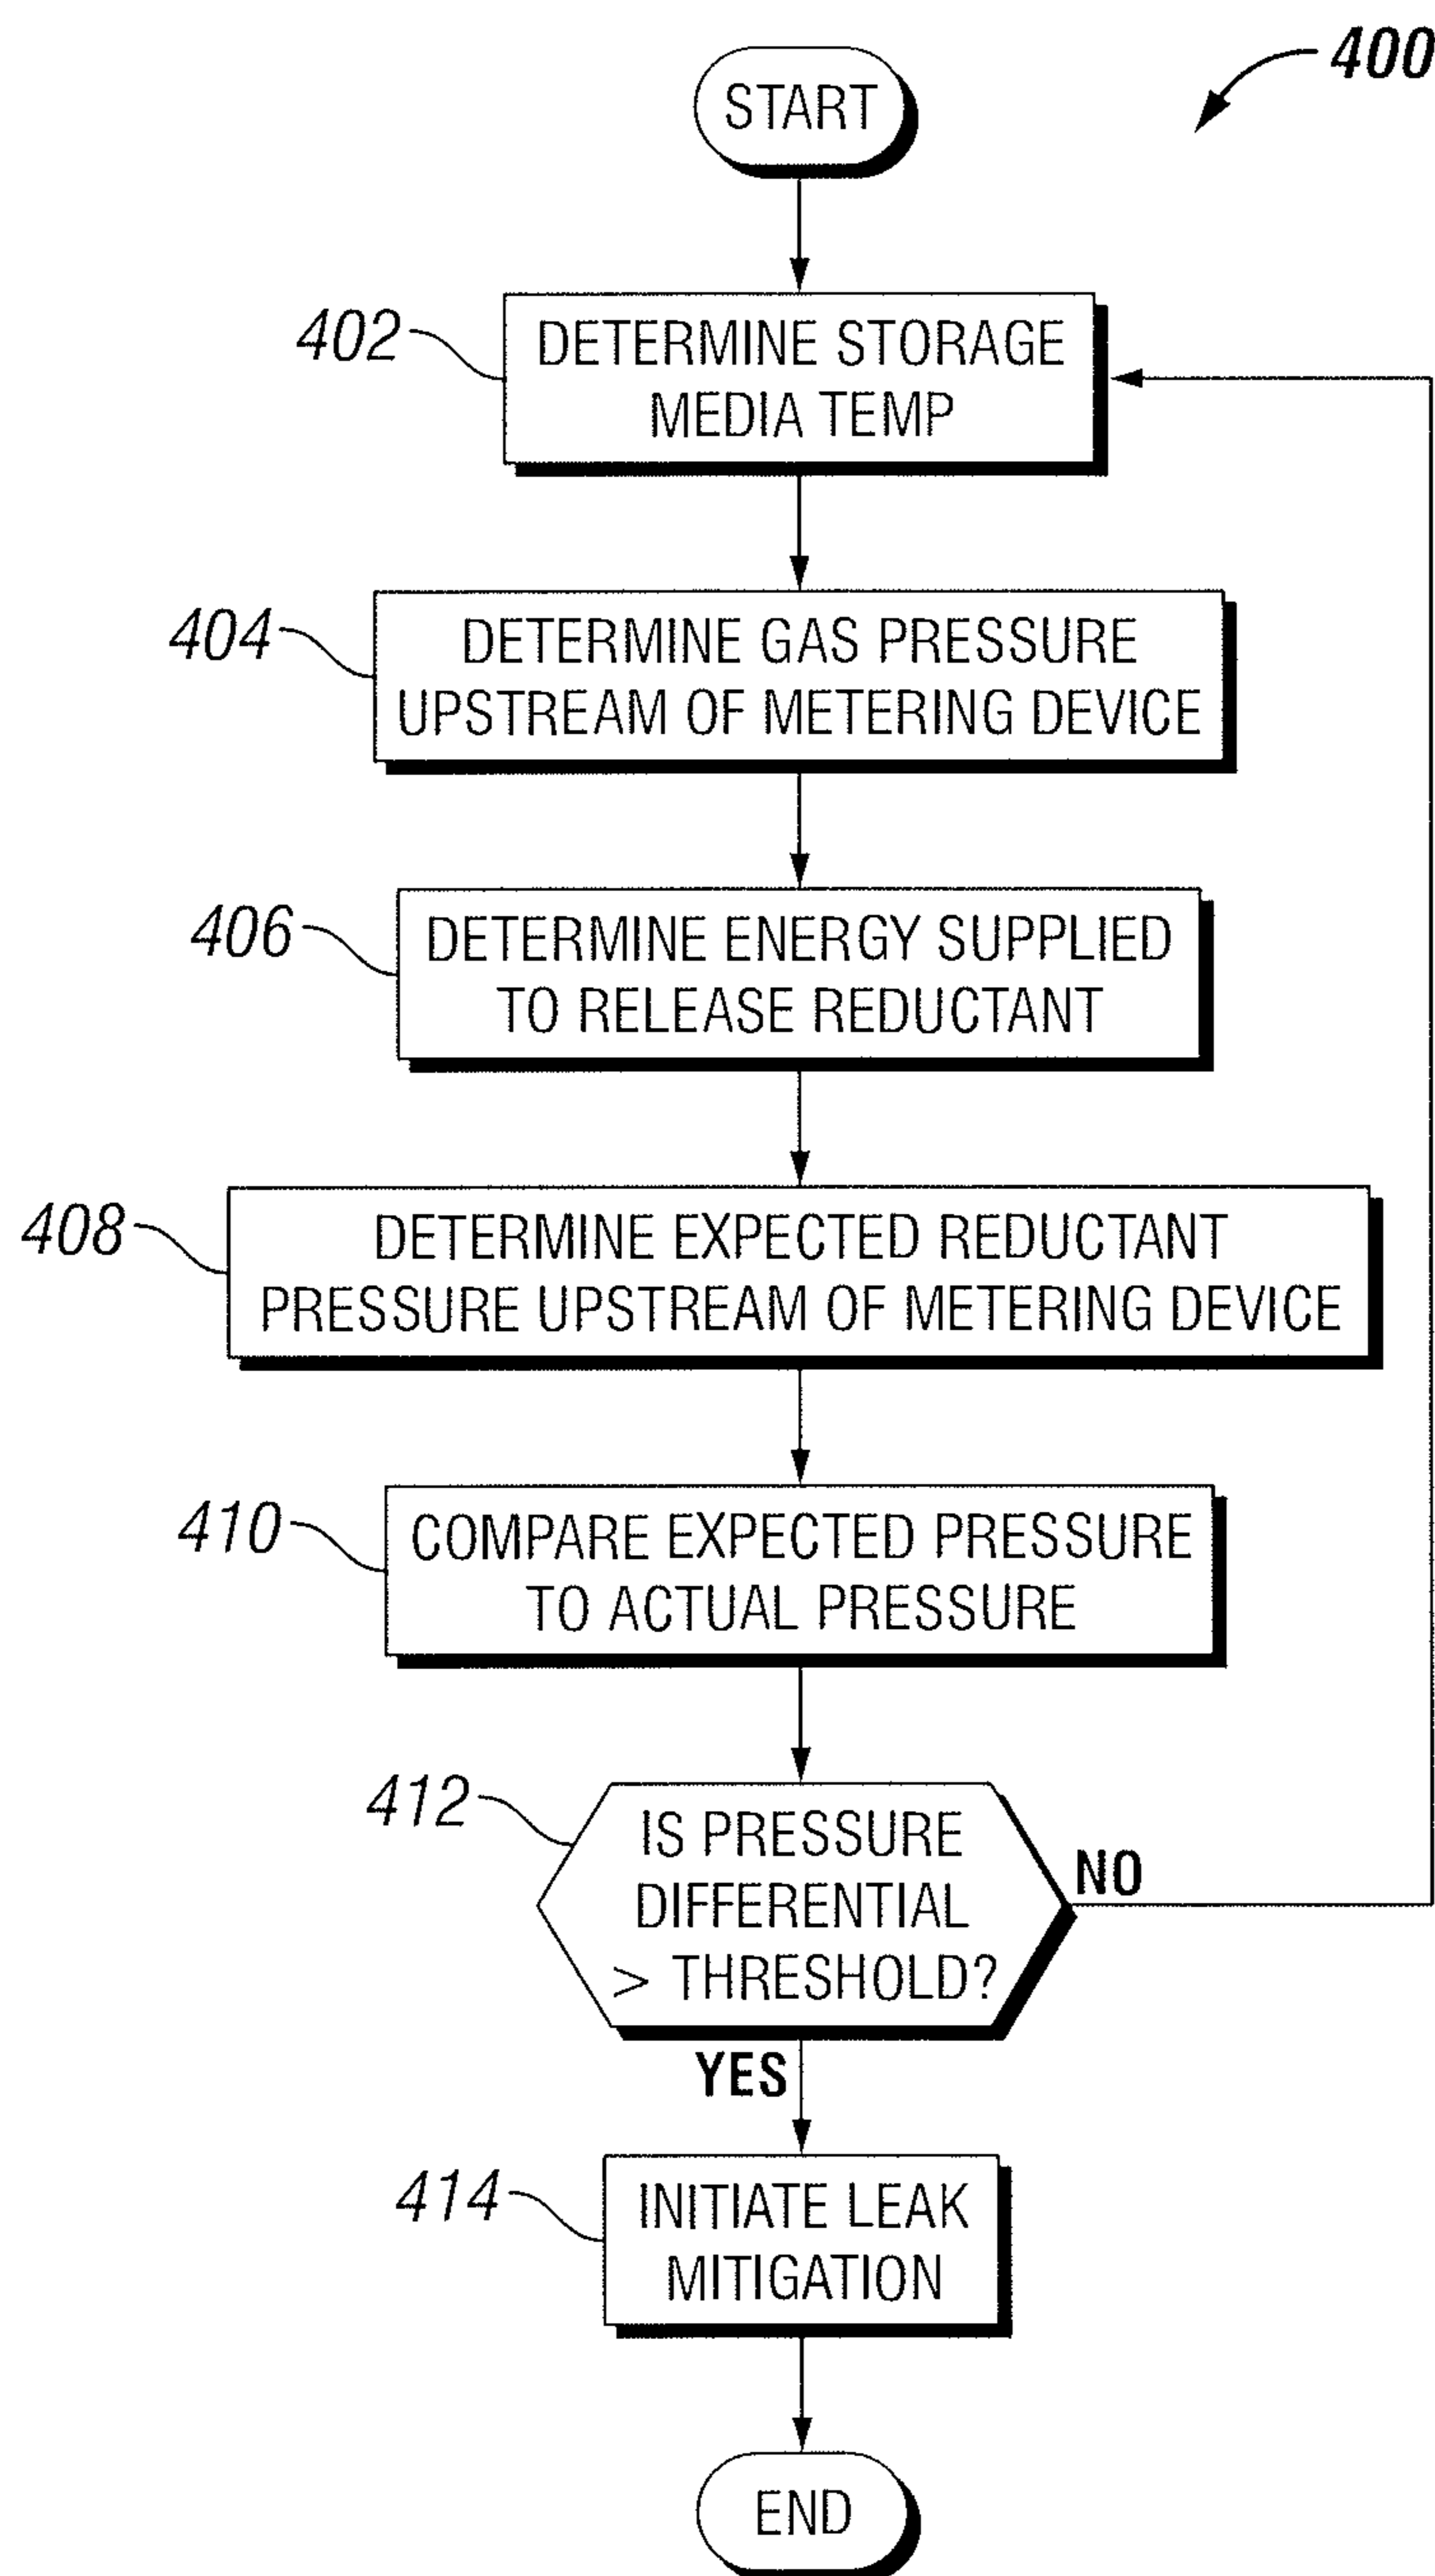 400
START
402
DETERMINE STORAGE
MEDIA TEMP
404
DETERMINE GAS PRESSURE
UPSTREAM OF METERING DEVICE
406
DETERMINE ENERGY SUPPLIED
TO RELEASE REDUCTANT
408
DETERMINE EXPECTED REDUCTANT
PRESSURE UPSTREAM OF METERING DEVICE
410
COMPARE EXPECTED PRESSURE
TO ACTUAL PRESSURE
412
IS PRESSURE
DIFFERENTIAL
> THRESHOLD?
NO
YES
414
INITIATE LEAK
MITIGATION
END